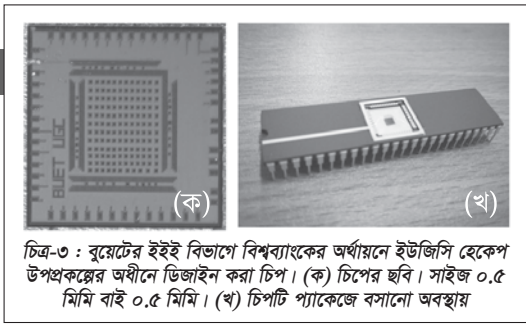 BUET UGC
(ক)
(খ)
চিত্র-৩ : বুয়েটের ইইই বিভাগে বিশ্বব্যাংকের অর্থায়নে ইউজিসি হেকেপ
উপপ্রকল্পের অধীনে ডিজাইন করা চিপ। (ক) চিপের ছবি। সাইজ ০.৫
মিমি বাই ০.৫ মিমি। (খ) চিপটি প্যাকেজে বসানো অবস্থায়